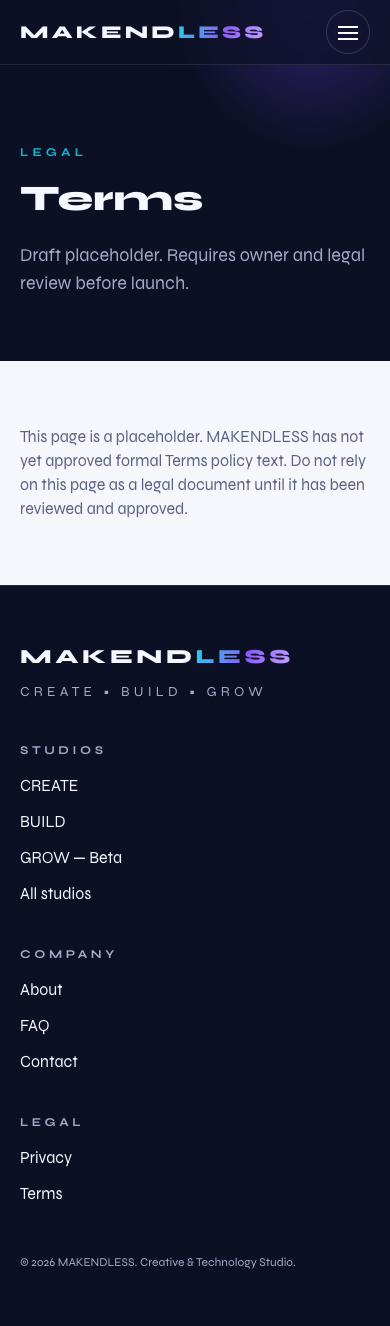 MAKENDLESS
LEGAL
Terms
Draft placeholder. Requires owner and legal
review before launch.
This page is a placeholder. MAKENDLESS has not
yet approved formal Terms policy text. Do not rely
on this page as a legal document until it has been
reviewed and approved.
MAKENDLESS
CREATE ▪ BUILD ▪ GROW
STUDIOS
CREATE
BUILD
GROW — Beta
All studios
COMPANY
About
FAQ
Contact
LEGAL
Privacy
Terms
© 2026 MAKENDLESS. Creative & Technology Studio.